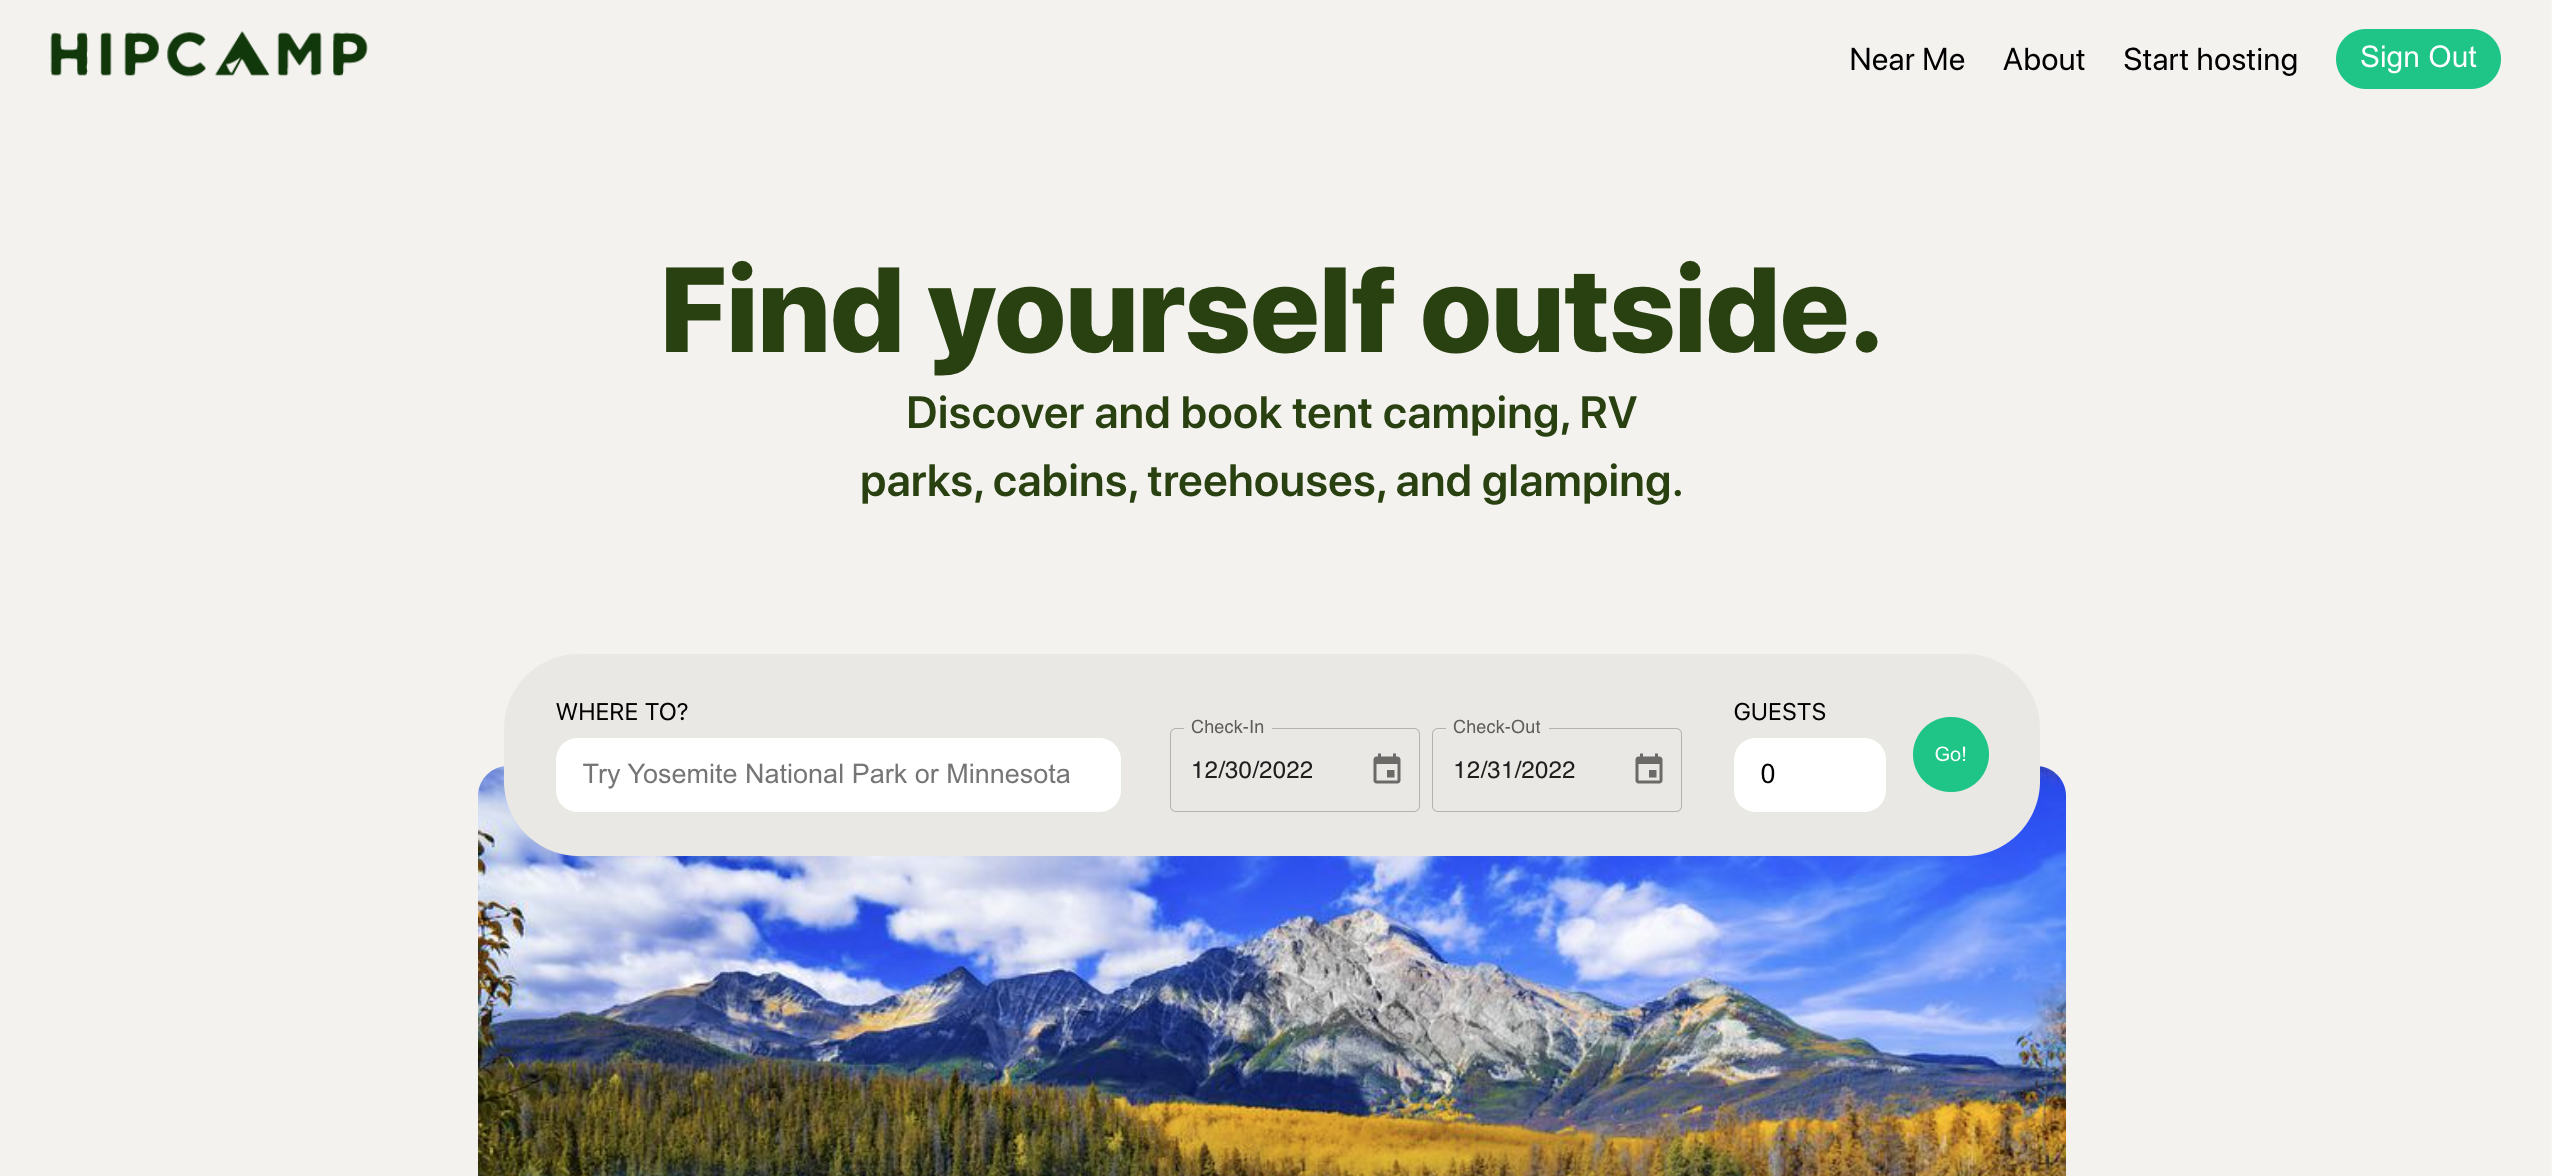 HIPCAMP
Near Me
About
Start hosting
Sign Out
Find yourself outside.
Discover and book tent camping, RV
parks, cabins, treehouses, and glamping.
WHERE TO?
Try Yosemite National Park or Minnesota
Check-In
12/30/2022
Check-Out
12/31/2022
GUESTS
0
Go!